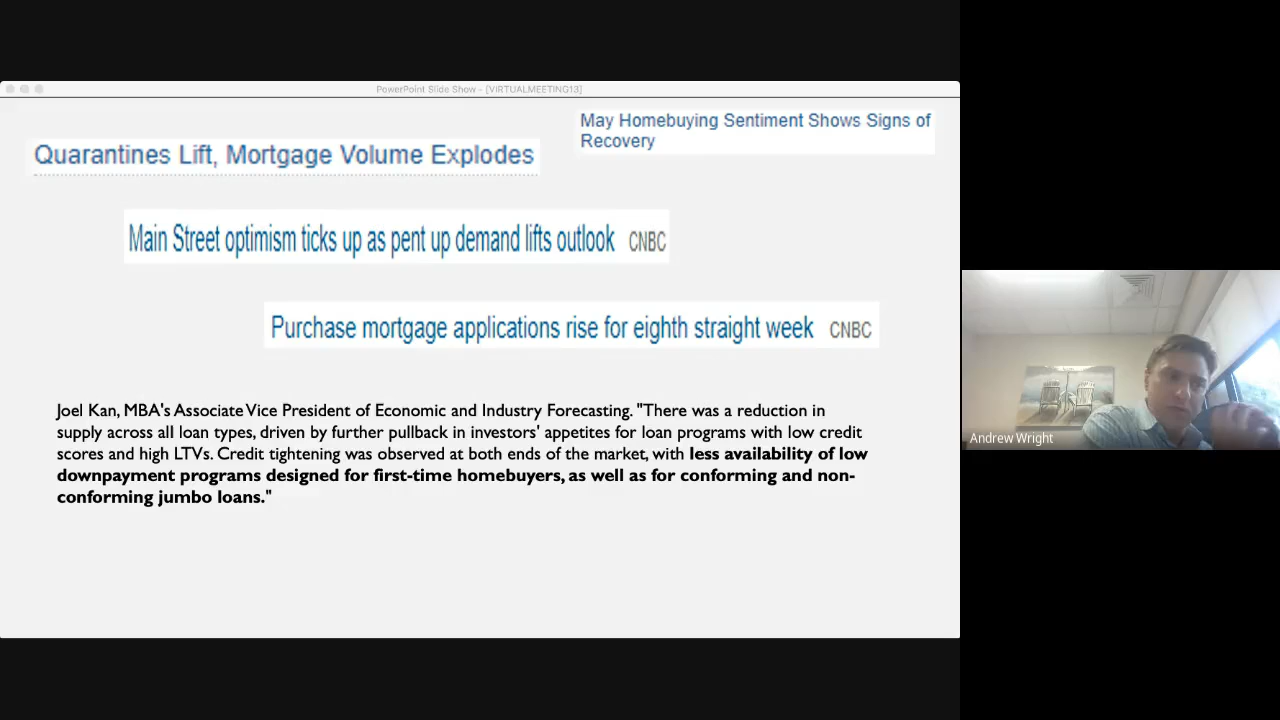 PowerPoint Slide Show - [VIRTUALMEETING13]
May Homebuying Sentiment Shows Signs of
Recovery
Quarantines Lift, Mortgage Volume Explodes
Main Street optimism ticks up as pent up demand lifts outlook CNBC
Purchase mortgage applications rise for eighth straight week CNBC
Joel Kan, MBA's Associate Vice President of Economic and Industry Forecasting. "There was a reduction in
supply across all loan types, driven by further pullback in investors' appetites for loan programs with low credit
scores and high LTVs. Credit tightening was observed at both ends of the market, with less availability of low
downpayment programs designed for first-time homebuyers, as well as for conforming and non-
conforming jumbo loans."
Andrew Wright